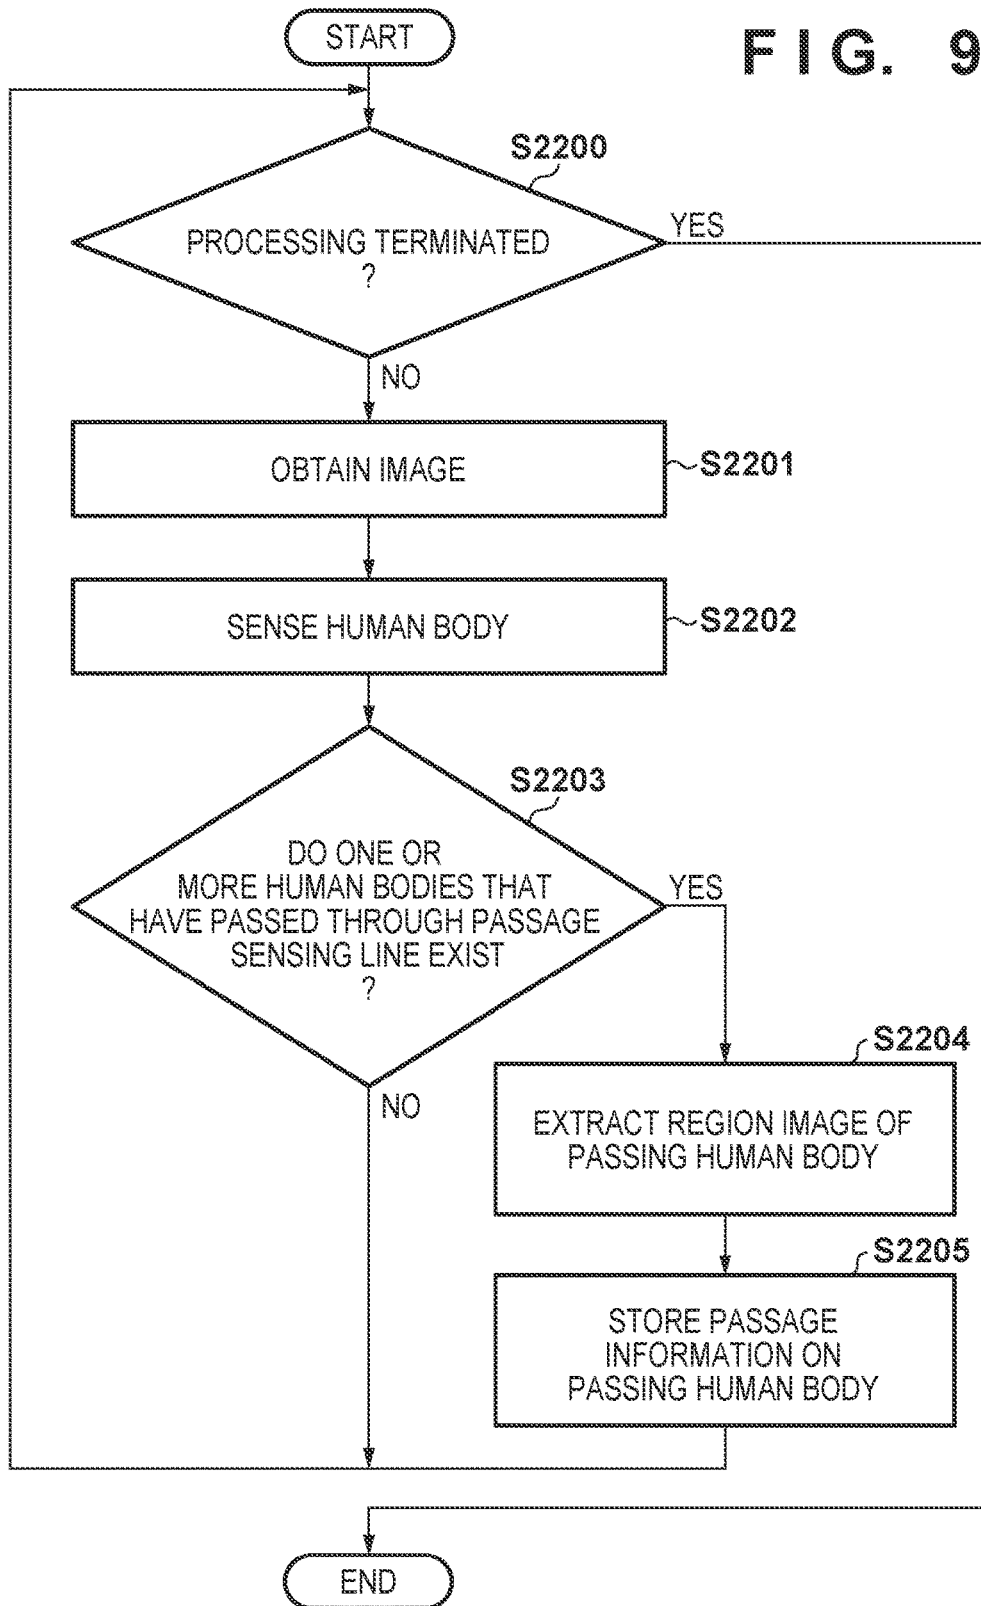 START
FIG. 9
S2200
PROCESSING TERMINATED
?
YES
NO
OBTAIN IMAGE
S2201
SENSE HUMAN BODY
S2202
S2203
DO ONE OR
MORE HUMAN BODIES THAT
HAVE PASSED THROUGH PASSAGE
SENSING LINE EXIST
?
YES
NO
S2204
EXTRACT REGION IMAGE OF
PASSING HUMAN BODY
S2205
STORE PASSAGE
INFORMATION ON
PASSING HUMAN BODY
END